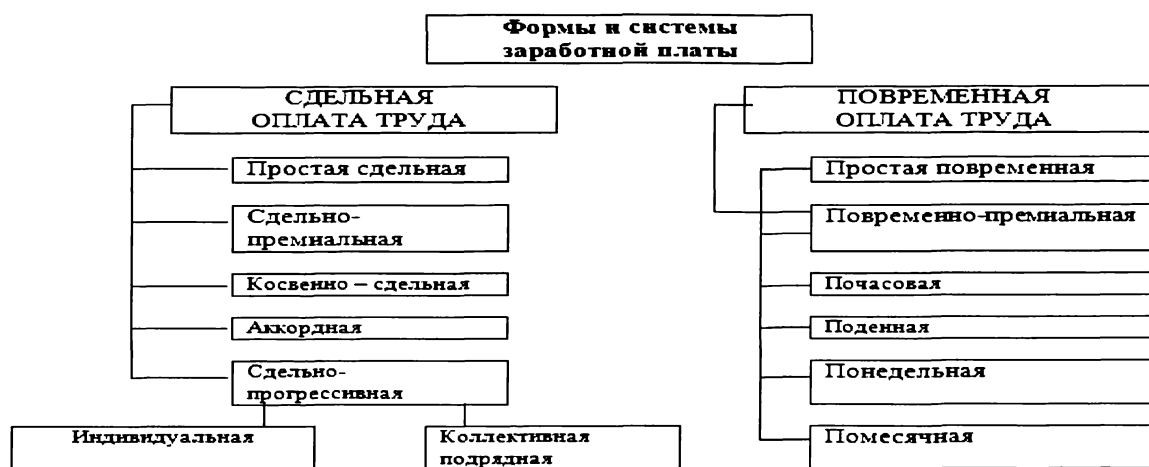 Формы и системы
заработной платы
СДЕЛЬНАЯ
ОПЛАТА ТРУДА
Простая сдельная
Сдельно-
премиальная
Косвенно – сдельная
Аккордная
Сдельно-
прогрессивная
Индивидуальная
Коллективная
подрядная
ПОВРЕМЕННАЯ
ОПЛАТА ТРУДА
Простая повременная
Повременно-премиальная
Почасовая
Поденная
Понедельная
Помесячная